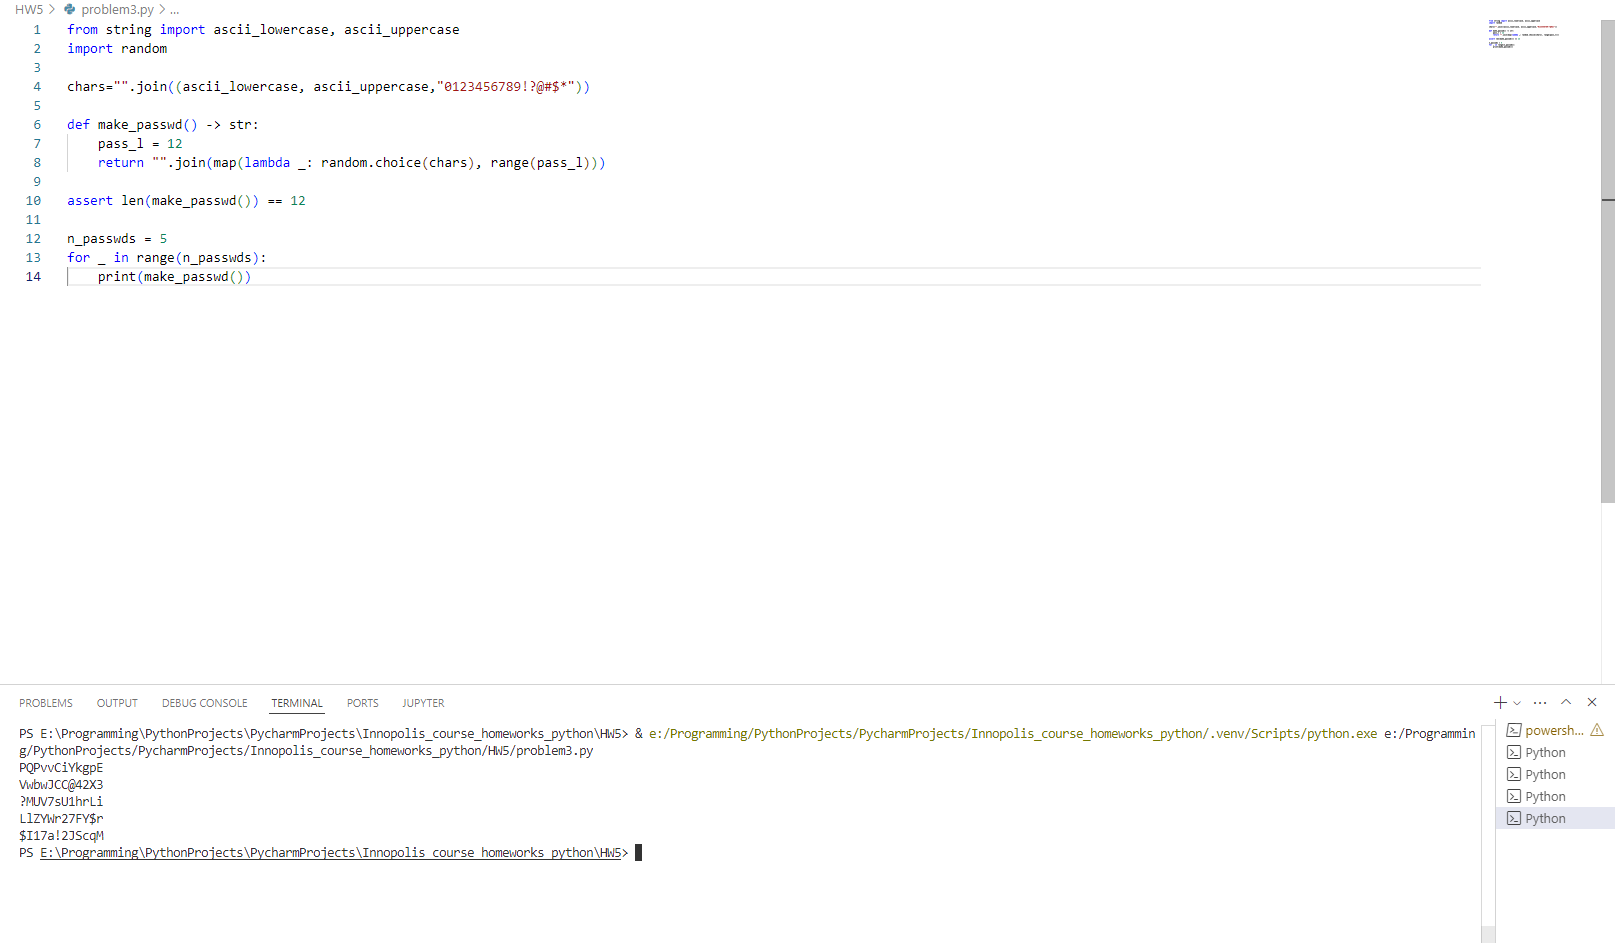 HW5 > problem3.py > ...
1 from string import ascii_lowercase, ascii_uppercase
2 import random
3
4 chars="".join((ascii_lowercase, ascii_uppercase,"0123456789!?@#$*"))
5
6 def make_passwd() -> str:
7     pass_l = 12
8     return "".join(map(lambda _: random.choice(chars), range(pass_l)))
9
10 assert len(make_passwd()) == 12
11
12 n_passwds = 5
13 for _ in range(n_passwds):
14     print(make_passwd())
PROBLEMS OUTPUT DEBUG CONSOLE TERMINAL PORTS JUPYTER
PS E:\Programming\PythonProjects\PycharmProjects\Innopolis_course_homeworks_python\HW5> & e:/Programming/PythonProjects/PycharmProjects/Innopolis_course_homeworks_python/.venv/Scripts/python.exe e:/Programmin
g/PythonProjects/PycharmProjects/Innopolis_course_homeworks_python/HW5/problem3.py
PQPvvCiYkgpE
VwbwJCC@42X3
?MUV7sU1hrLi
LlZYWr27FY$r
$I17a!2JScqM
PS E:\Programming\PythonProjects\PycharmProjects\Innopolis_course_homeworks_python\HW5>
powersh...
Python
Python
Python
Python